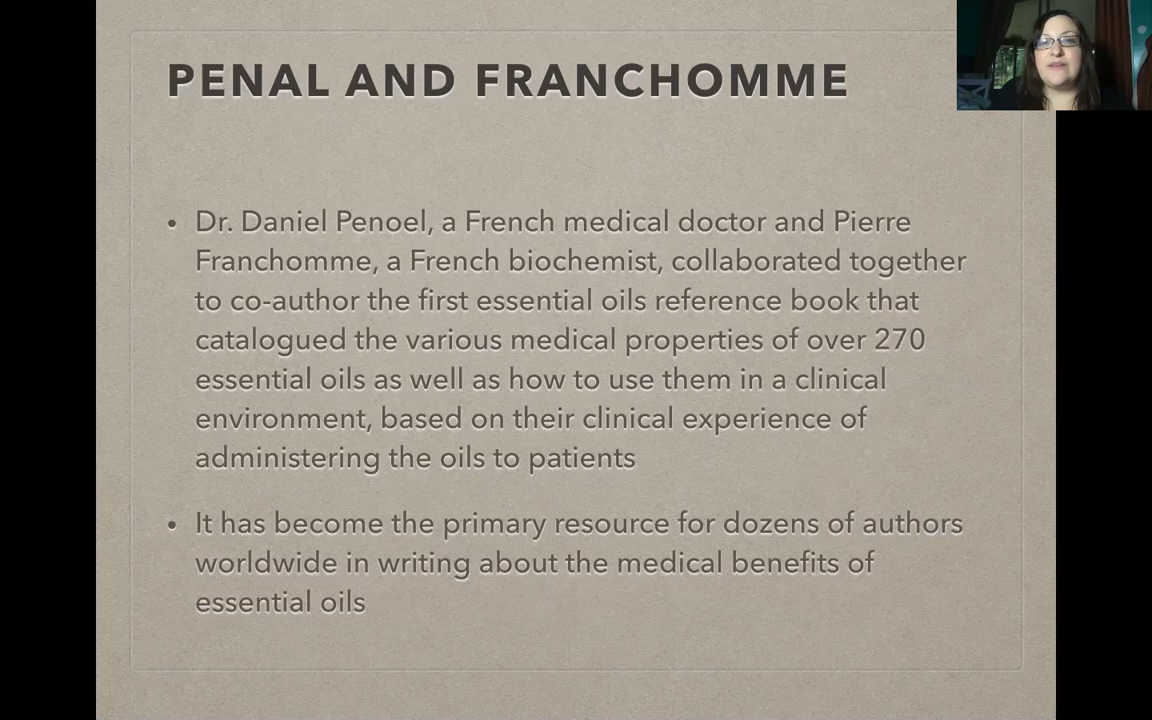 PENAL AND FRANCHOMME
• Dr. Daniel Penoel, a French medical doctor and Pierre
Franchomme, a French biochemist, collaborated together
to co-author the first essential oils reference book that
catalogued the various medical properties of over 270
essential oils as well as how to use them in a clinical
environment, based on their clinical experience of
administering the oils to patients
• It has become the primary resource for dozens of authors
worldwide in writing about the medical benefits of
essential oils